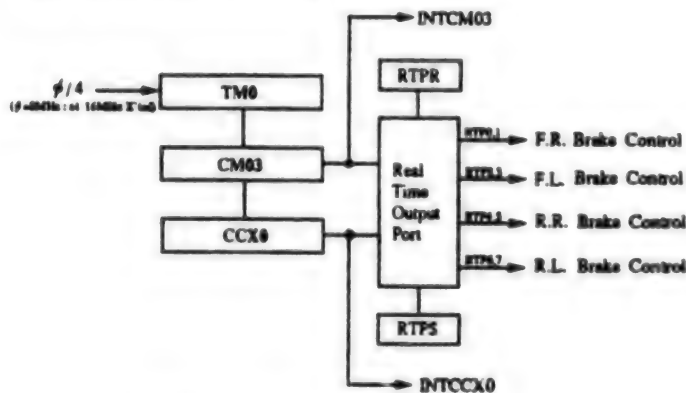 INTCM03
ϕ/4
TM0
RTPR
CM03
Real
Time
Output
Port
CCX0
F.R. Brake Control
F.L. Brake Control
R.R. Brake Control
R.L. Brake Control
RTPS
INTCCX0